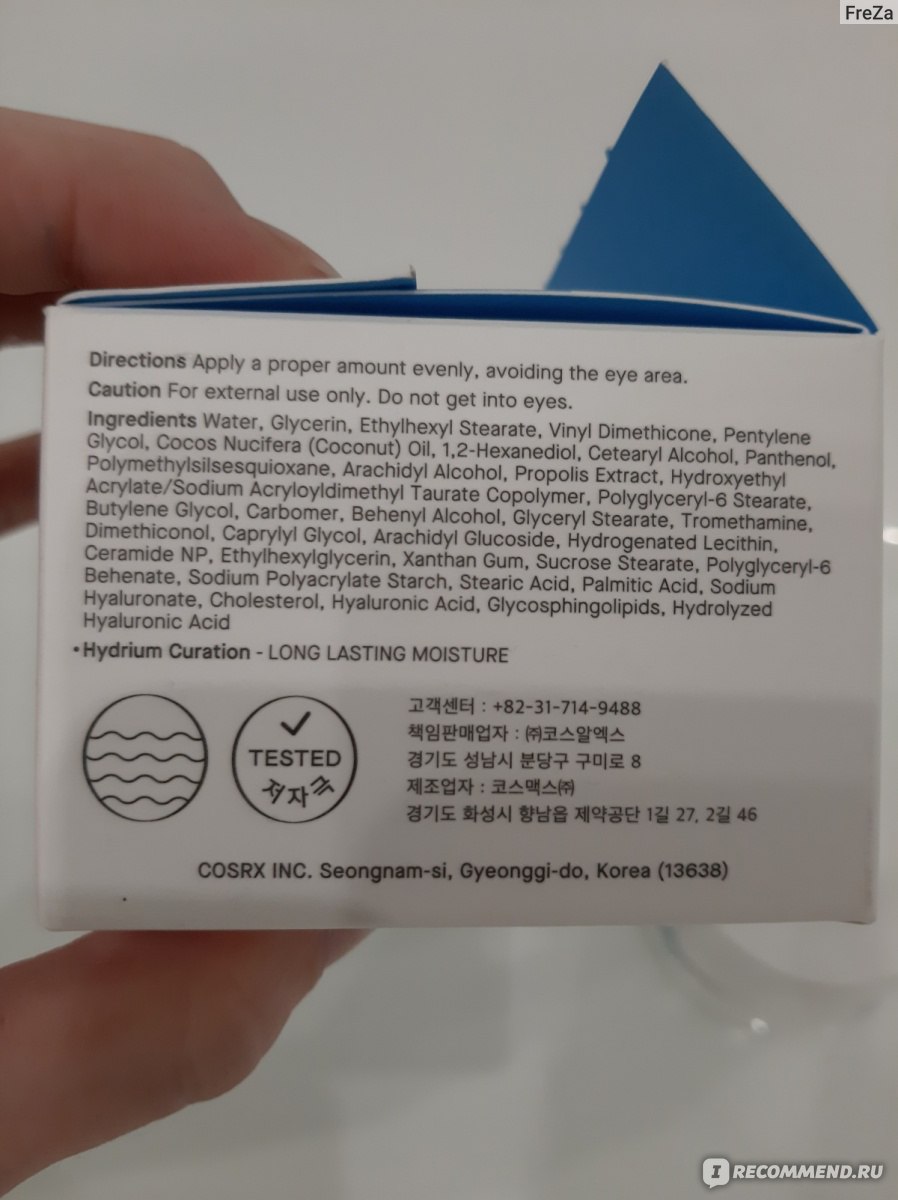 FreZa
Directions Apply a proper amount evenly, avoiding the eye area.
Caution For external use only. Do not get into eyes.
Ingredients Water, Glycerin, Ethylhexyl Stearate, Vinyl Dimethicone, Pentylene
Glycol, Cocos Nucifera (Coconut) Oil, 1,2-Hexanediol, Cetearyl Alcohol, Panthenol,
Polymethylsilsesquioxane, Arachidyl Alcohol, Propolis Extract, Hydroxyethyl
Acrylate/Sodium Acryloyldimethyl Taurate Copolymer, Polyglyceryl-6 Stearate,
Butylene Glycol, Carbomer, Behenyl Alcohol, Glyceryl Stearate, Tromethamine,
Dimethiconol, Caprylyl Glycol, Arachidyl Glucoside, Hydrogenated Lecithin,
Ceramide NP, Ethylhexylglycerin, Xanthan Gum, Sucrose Stearate, Polyglyceryl-6
Behenate, Sodium Polyacrylate Starch, Stearic Acid, Palmitic Acid, Sodium
Hyaluronate, Cholesterol, Hyaluronic Acid, Glycosphingolipids, Hydrolyzed
Hyaluronic Acid
•Hydrium Curation - LONG LASTING MOISTURE
TESTED
저자극
고객센터 : +82-31-714-9488
책임판매업자 : ㈜코스알엑스
경기도 성남시 분당구 구미로 8
제조업자 : 코스맥스㈜
경기도 화성시 향남읍 제약공단 1길 27, 2길 46
COSRX INC. Seongnam-si, Gyeonggi-do, Korea (13638)
IRECOMMEND.RU